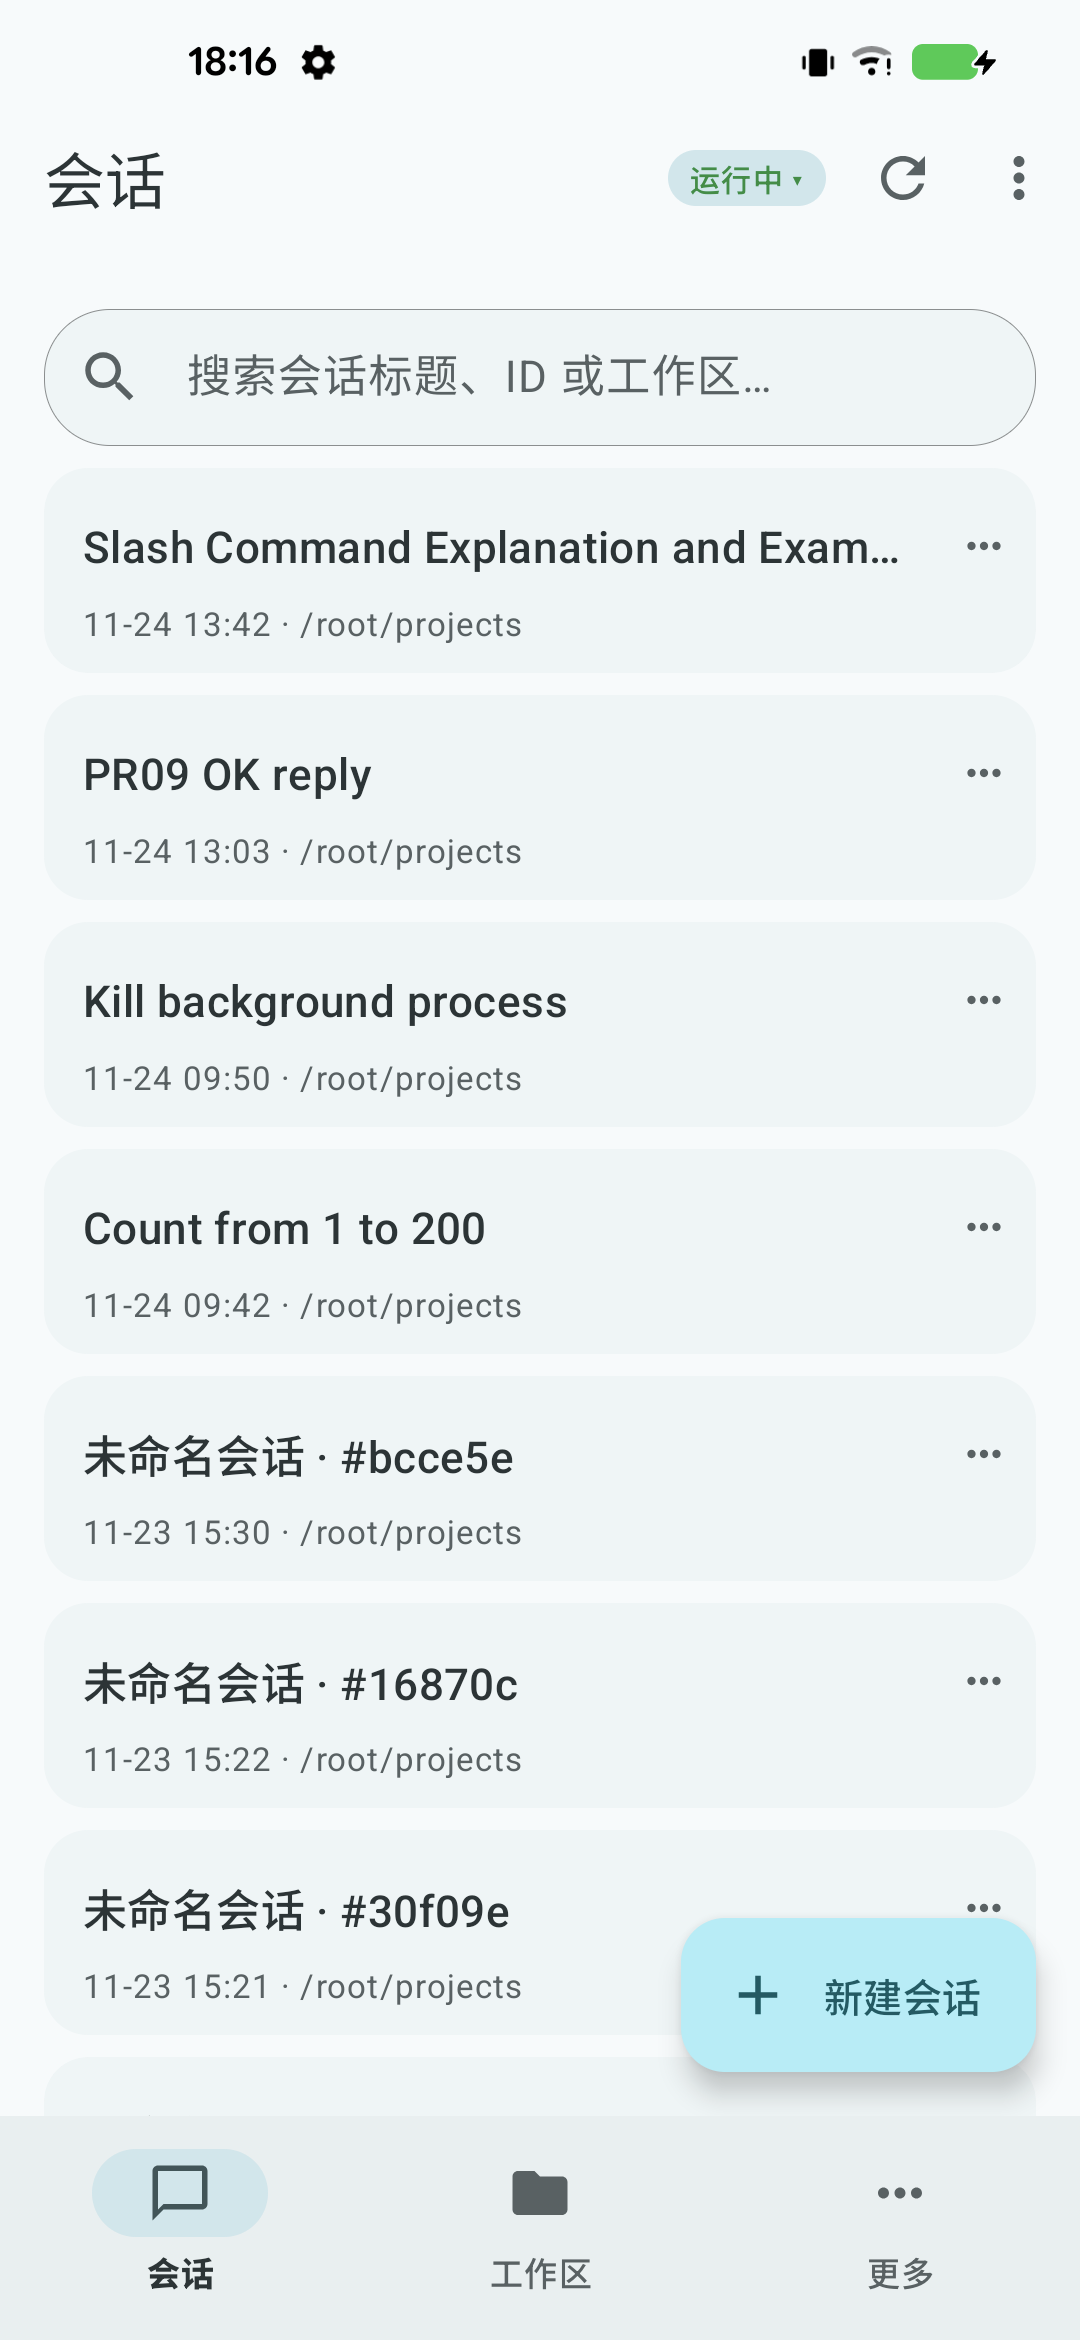 18:16
会话
运行中 ▾
搜索会话标题、ID 或工作区...
Slash Command Explanation and Exam...
11-24 13:42 · /root/projects
PR09 OK reply
11-24 13:03 · /root/projects
Kill background process
11-24 09:50 · /root/projects
Count from 1 to 200
11-24 09:42 · /root/projects
未命名会话 · #bcce5e
11-23 15:30 · /root/projects
未命名会话 · #16870c
11-23 15:22 · /root/projects
未命名会话 · #30f09e
11-23 15:21 · /root/projects
新建会话
会话
工作区
更多